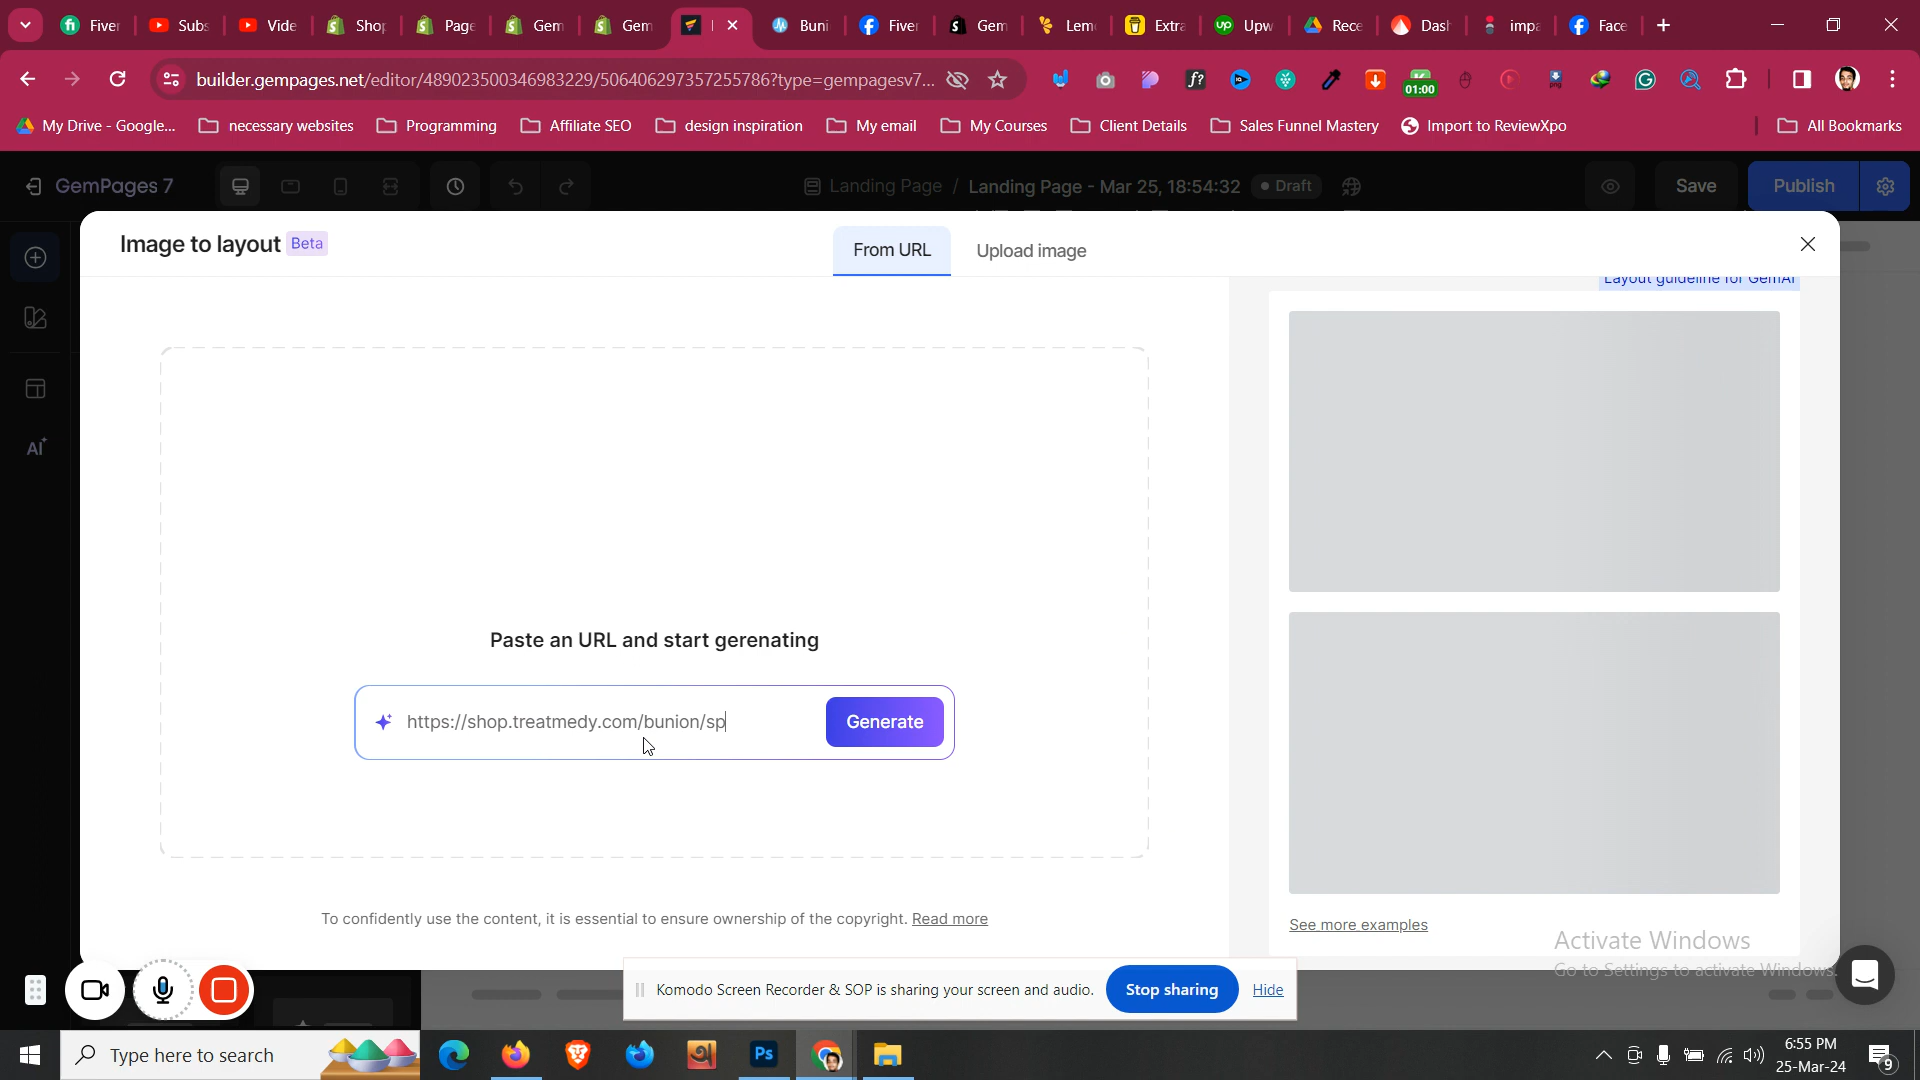 Fiver
Subs
Vide
Shop
Page
Gem
Gem
Buni
Fiver
Gem
Lem
Extra
Upw
Rece
Dash
impa
Face
builder.gempages.net/editor/489023500346983229/506406297357255786?type=gempagesv7...
01:00
My Drive - Google...
necessary websites
Programming
Affiliate SEO
design inspiration
My email
My Courses
Client Details
Sales Funnel Mastery
Import to ReviewXpo
All Bookmarks
GemPages 7
Landing Page / Landing Page - Mar 25, 18:54:32
Draft
Save
Publish
Image to layout Beta
From URL
Upload image
Layout guideline for GemAI
AI
Paste an URL and start gerenating
https://shop.treatmedy.com/bunion/sp
Generate
To confidently use the content, it is essential to ensure ownership of the copyright. Read more
See more examples
Activate Windows
Go to Settings to activate Windows.
Komodo Screen Recorder & SOP is sharing your screen and audio.
Stop sharing
Hide
Type here to search
Ps
6:55 PM
25-Mar-24
9